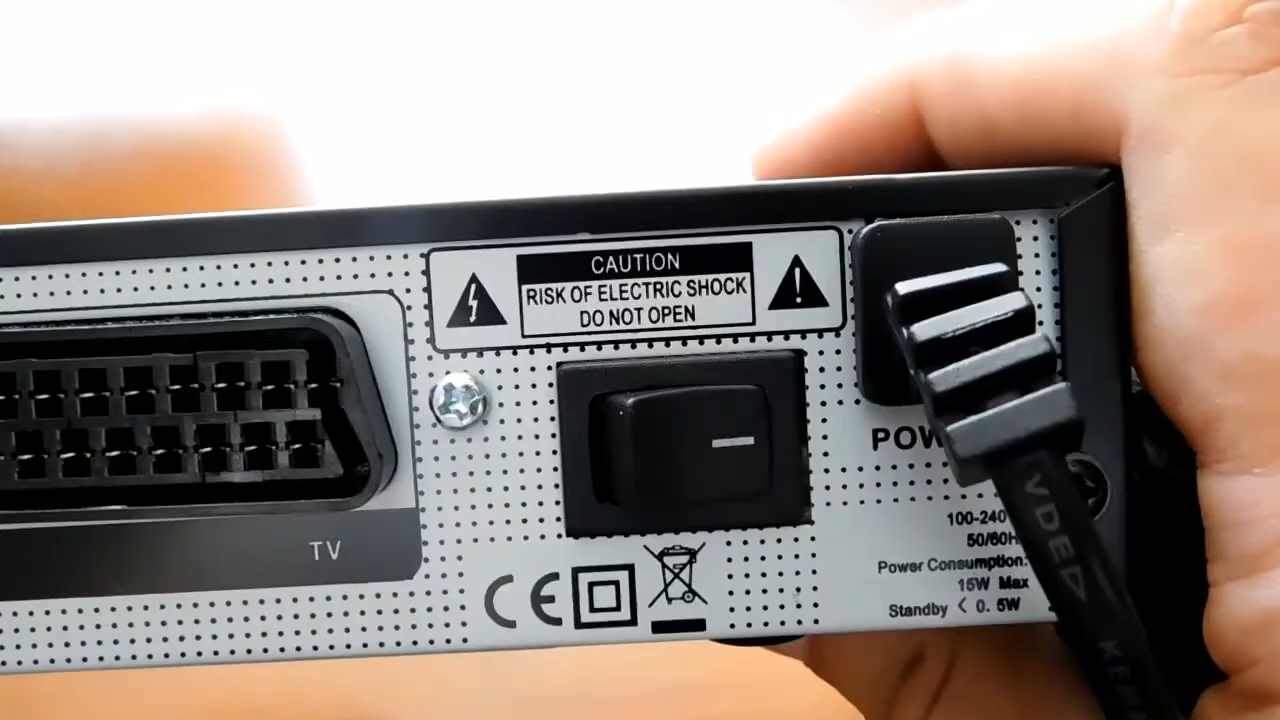 CAUTION
RISK OF ELECTRIC SHOCK
DO NOT OPEN
TV
CE
100-240
50/60H
Power Consumption:
15W Max
Standby < 0. 5W
VDE